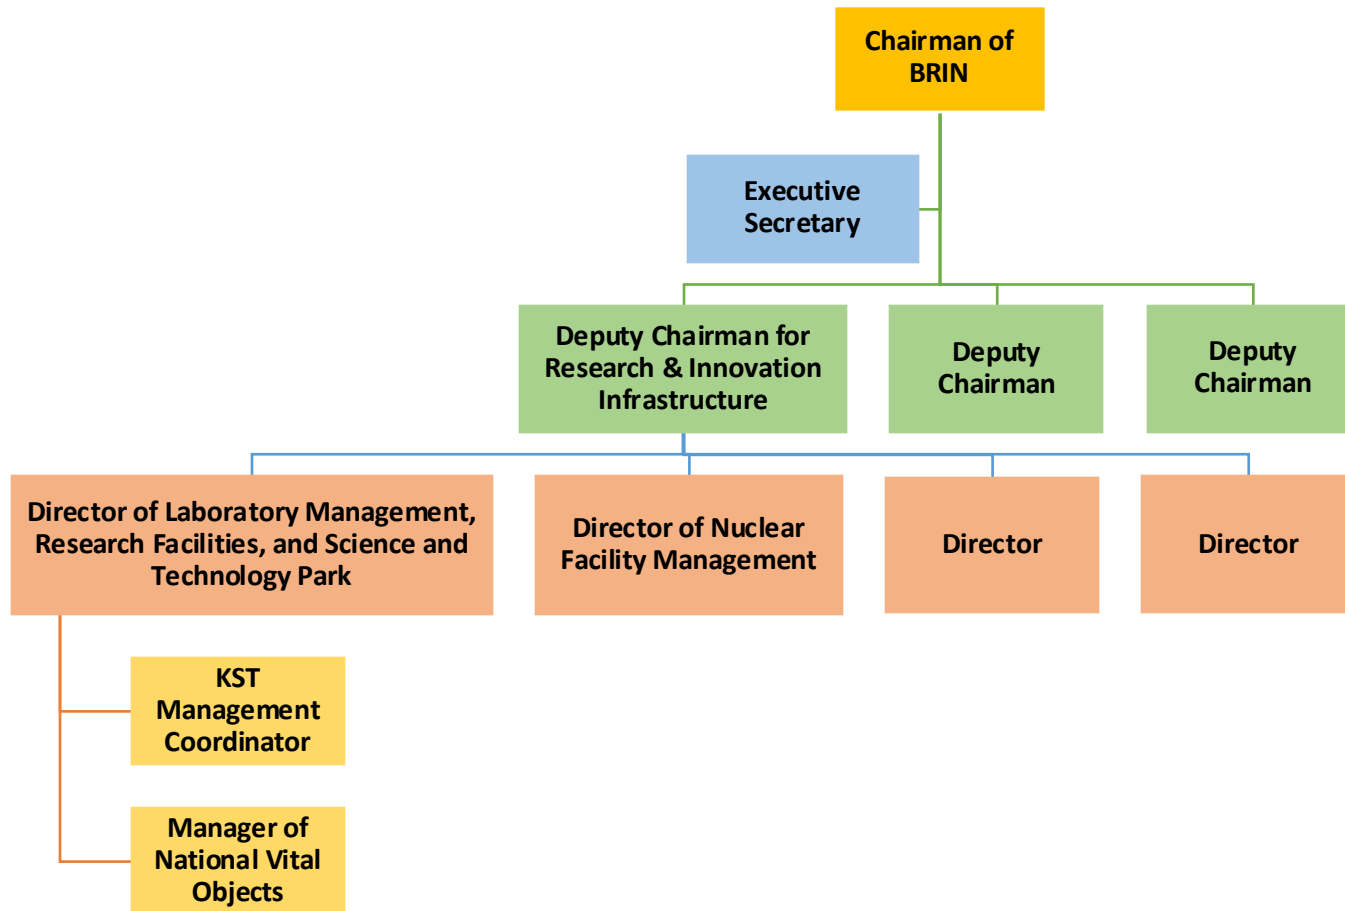 Chairman of
BRIN
Executive
Secretary
Deputy Chairman for
Research & Innovation
Infrastructure
Deputy
Chairman
Deputy
Chairman
Director of Laboratory Management,
Research Facilities, and Science and
Technology Park
Director of Nuclear
Facility Management
Director
Director
KST
Management
Coordinator
Manager of
National Vital
Objects